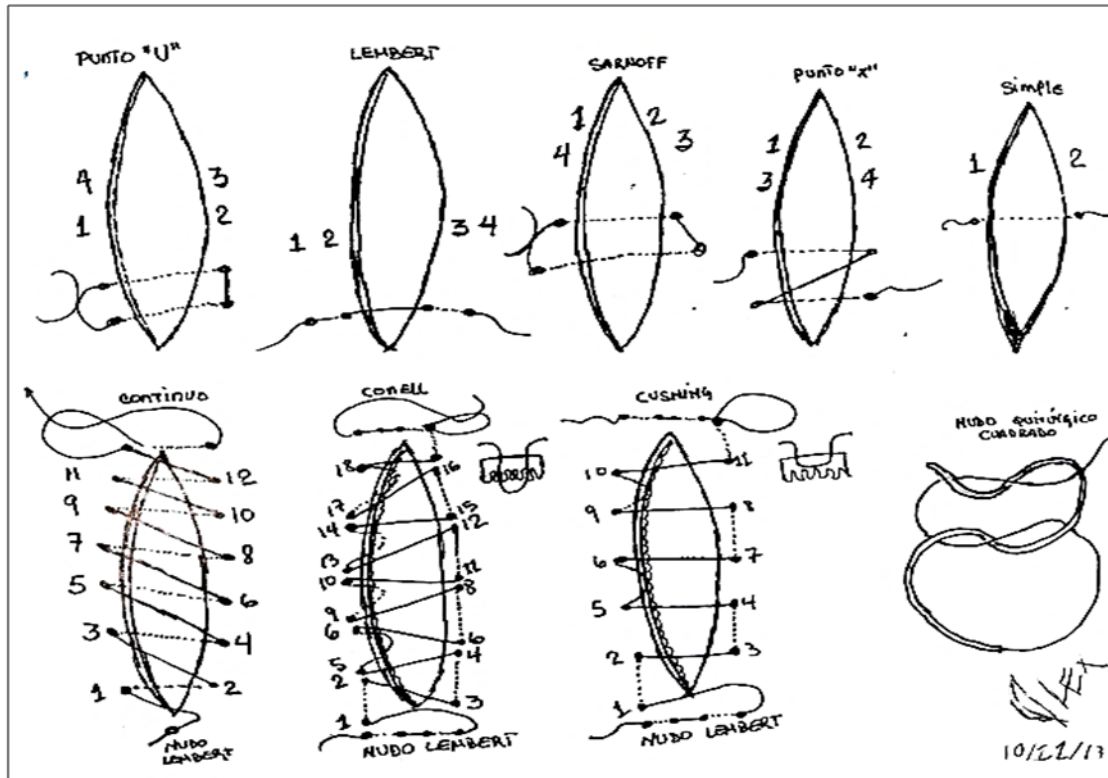 PUNTO "U"
4 3
1 2
LEMBERT
1 2 3 4
SARNOFF
1 2
4 3
PUNTO "X"
1 2
3 4
Simple
1 2
CONTINUO
11 12
9 10
7 8
5 6
3 4
1 2
NUDO
LEMBERT
CONELL
18 16
17 15
14 12
13 11
10 8
9
6 6
5 4
2 3
1
NUDO LEMBERT
CUSHING
10 11
9 8
6 7
5 4
2 3
1
NUDO LEMBERT
NUDO QUIRÚRGICO
CUADRADO